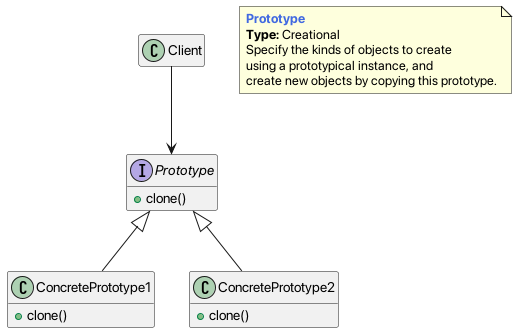 Prototype
Type: Creational
Specify the kinds of objects to create
using a prototypical instance, and
create new objects by copying this prototype.
C Client
I Prototype
clone()
C ConcretePrototype1
clone()
C ConcretePrototype2
clone()